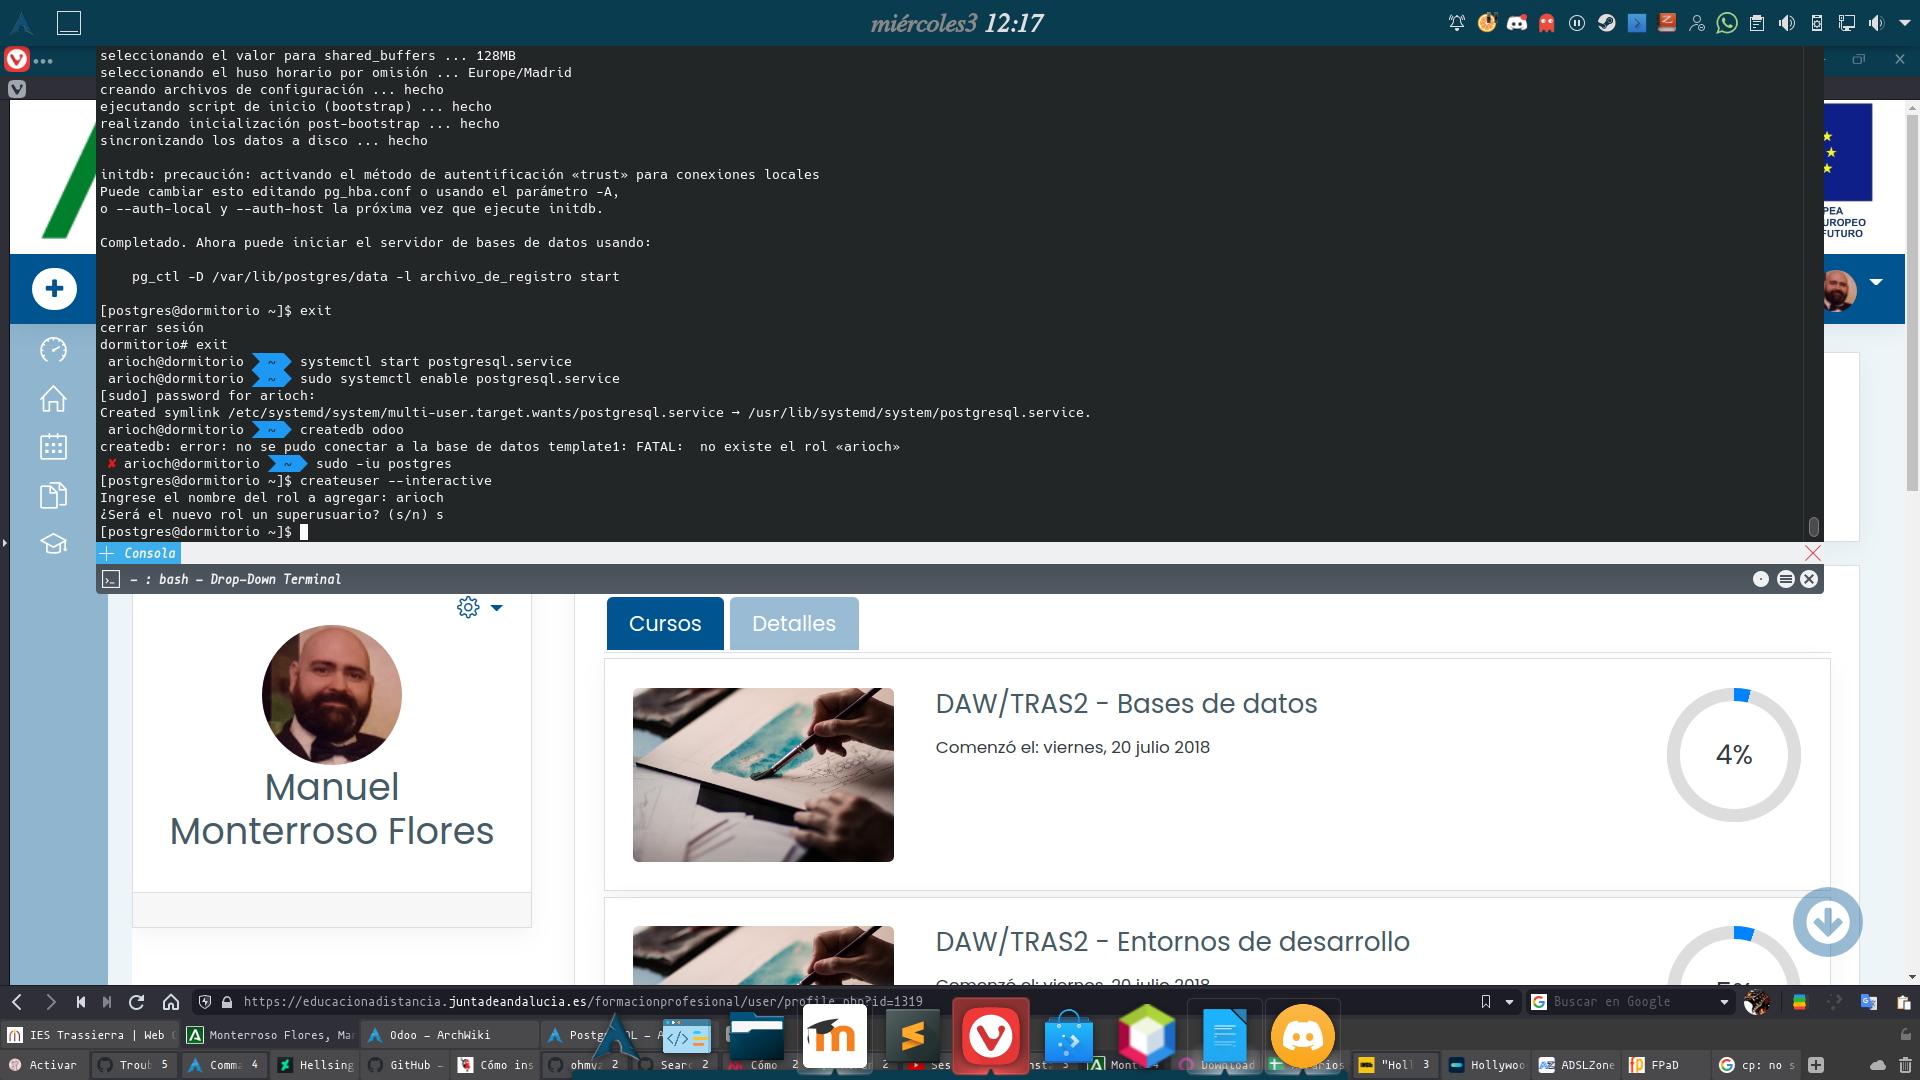 miércoles3 12:17
seleccionando el valor para shared_buffers ... 128MB
seleccionando el huso horario por omisión ... Europe/Madrid
creando archivos de configuración ... hecho
ejecutando script de inicio (bootstrap) ... hecho
realizando inicialización post-bootstrap ... hecho
sincronizando los datos a disco ... hecho
initdb: precaución: activando el método de autentificación «trust» para conexiones locales
Puede cambiar esto editando pg_hba.conf o usando el parámetro -A,
o --auth-local y --auth-host la próxima vez que ejecute initdb.
Completado. Ahora puede iniciar el servidor de bases de datos usando:
pg_ctl -D /var/lib/postgres/data -l archivo_de_registro start
[postgres@dormitorio ~]$ exit
cerrar sesión
dormitorio# exit
arioch@dormitorio ~ systemctl start postgresql.service
arioch@dormitorio ~ sudo systemctl enable postgresql.service
[sudo] password for arioch:
Created symlink /etc/systemd/system/multi-user.target.wants/postgresql.service → /usr/lib/systemd/system/postgresql.service.
arioch@dormitorio ~ createdb odoo
createdb: error: no se pudo conectar a la base de datos template1: FATAL:  no existe el rol «arioch»
✘ arioch@dormitorio ~ sudo -iu postgres
[postgres@dormitorio ~]$ createuser --interactive
Ingrese el nombre del rol a agregar: arioch
¿Será el nuevo rol un superusuario? (s/n) s
[postgres@dormitorio ~]$
Consola
- : bash — Drop-Down Terminal
PEA
UROPEO
FUTURO
Cursos
Detalles
Manuel
Monterroso Flores
DAW/TRAS2 - Bases de datos
Comenzó el: viernes, 20 julio 2018
4%
DAW/TRAS2 - Entornos de desarrollo
https://educacionadistancia.juntadeandalucia.es/formacionprofesional/user/profile.php?id=1319
Buscar en Google
IES Trassierra | Web
Monterroso Flores, Ma
Odoo – ArchWiki
Activar
Troub 5
Comma 4
Hellsing
GitHub –
Cómo ins
ohmyz 2
Sear 2
Cómo 2
Ses
Download
"Hol 3
Hollywoo
ADSLZone
FPaD
cp: no s